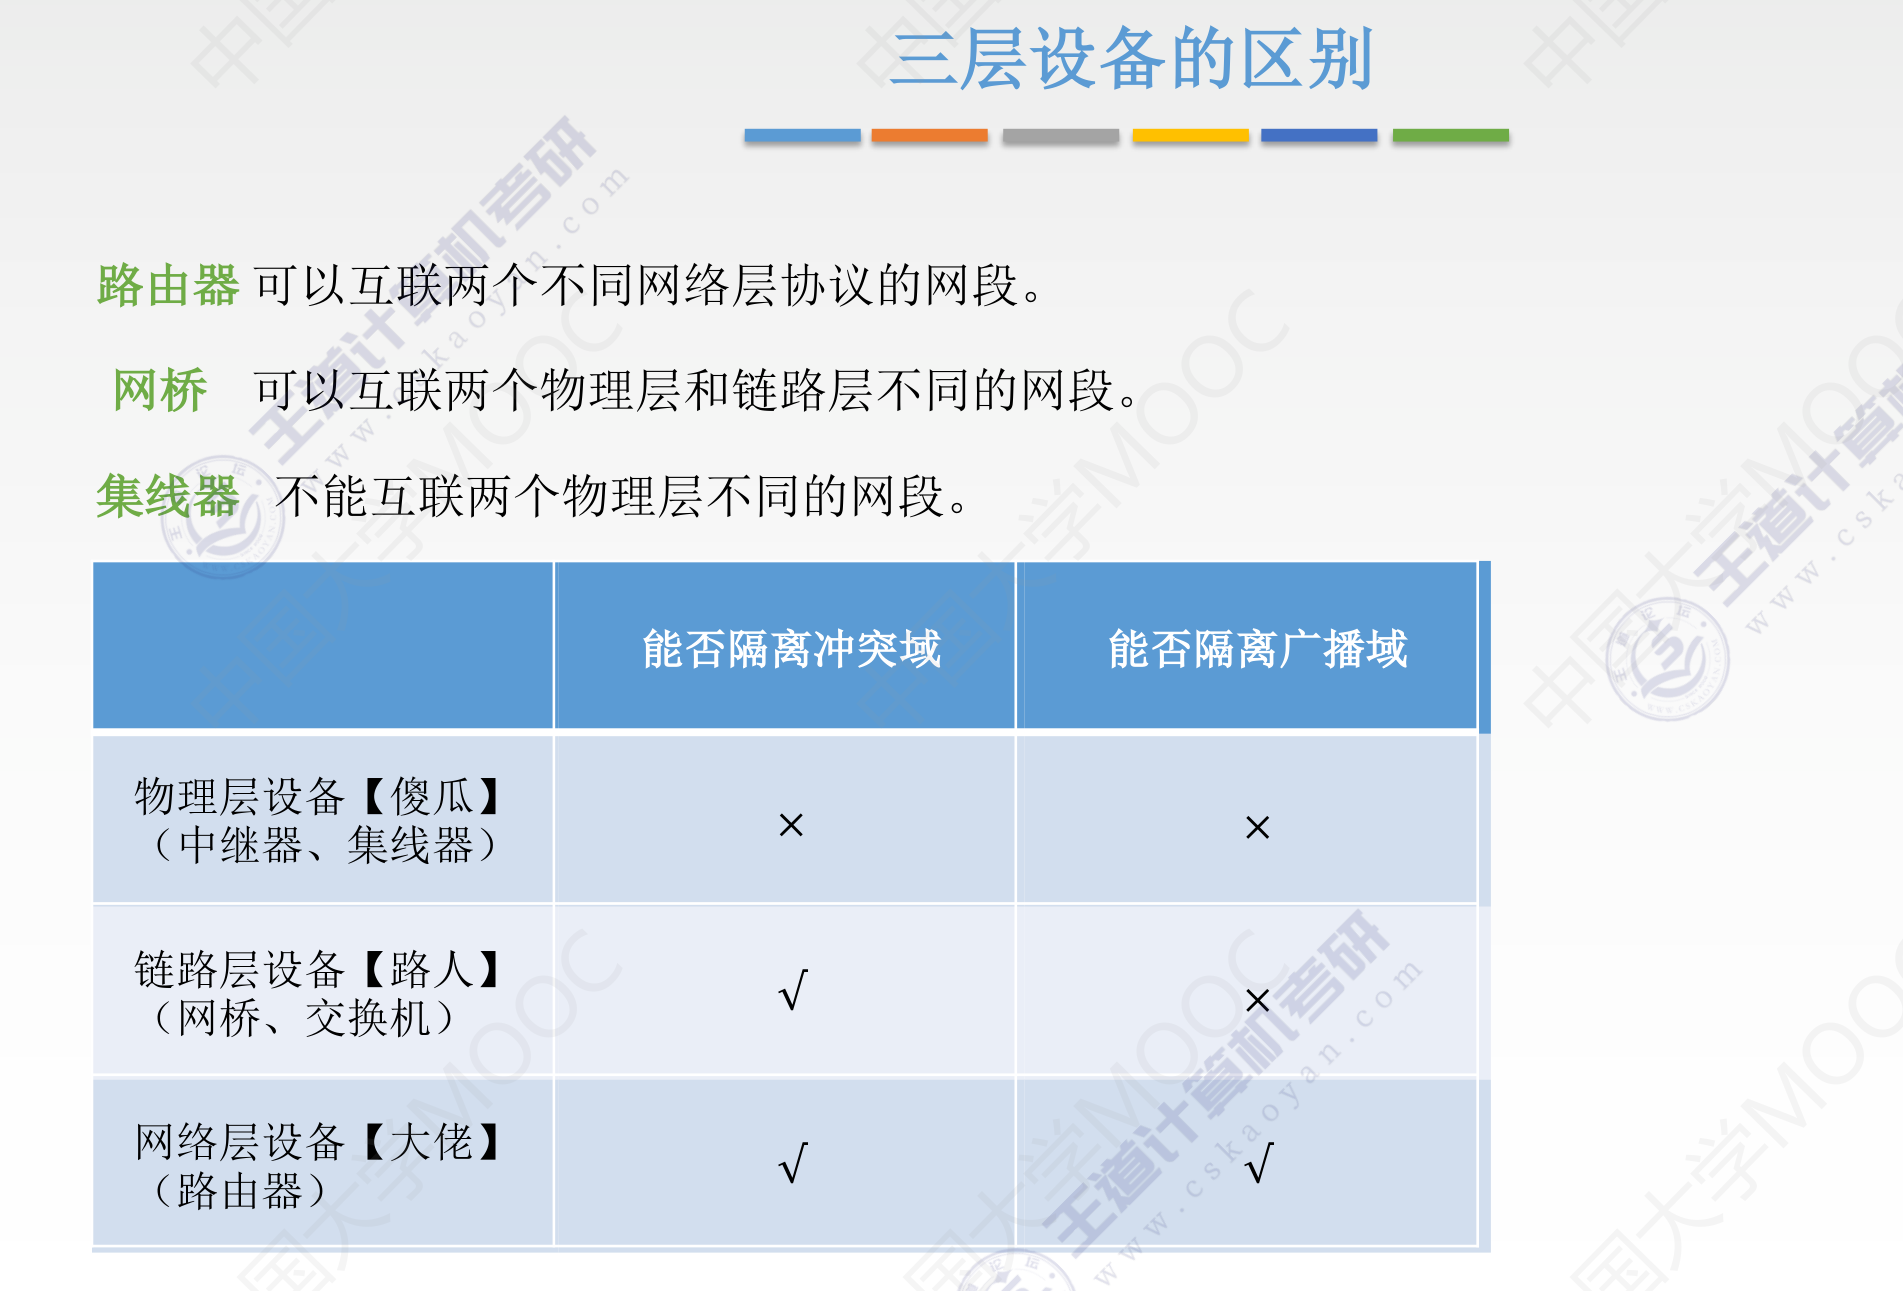 三层设备的区别
路由器 可以互联两个不同网络层协议的网段。
网桥 可以互联两个物理层和链路层不同的网段。
集线器 不能互联两个物理层不同的网段。
能否隔离冲突域 能否隔离广播域
物理层设备【傻瓜】
（中继器、集线器） × ×
链路层设备【路人】
（网桥、交换机） √ ×
网络层设备【大佬】
（路由器） √ √
王道计算机考研
www.cskaoyan.com
中国大学MOOC